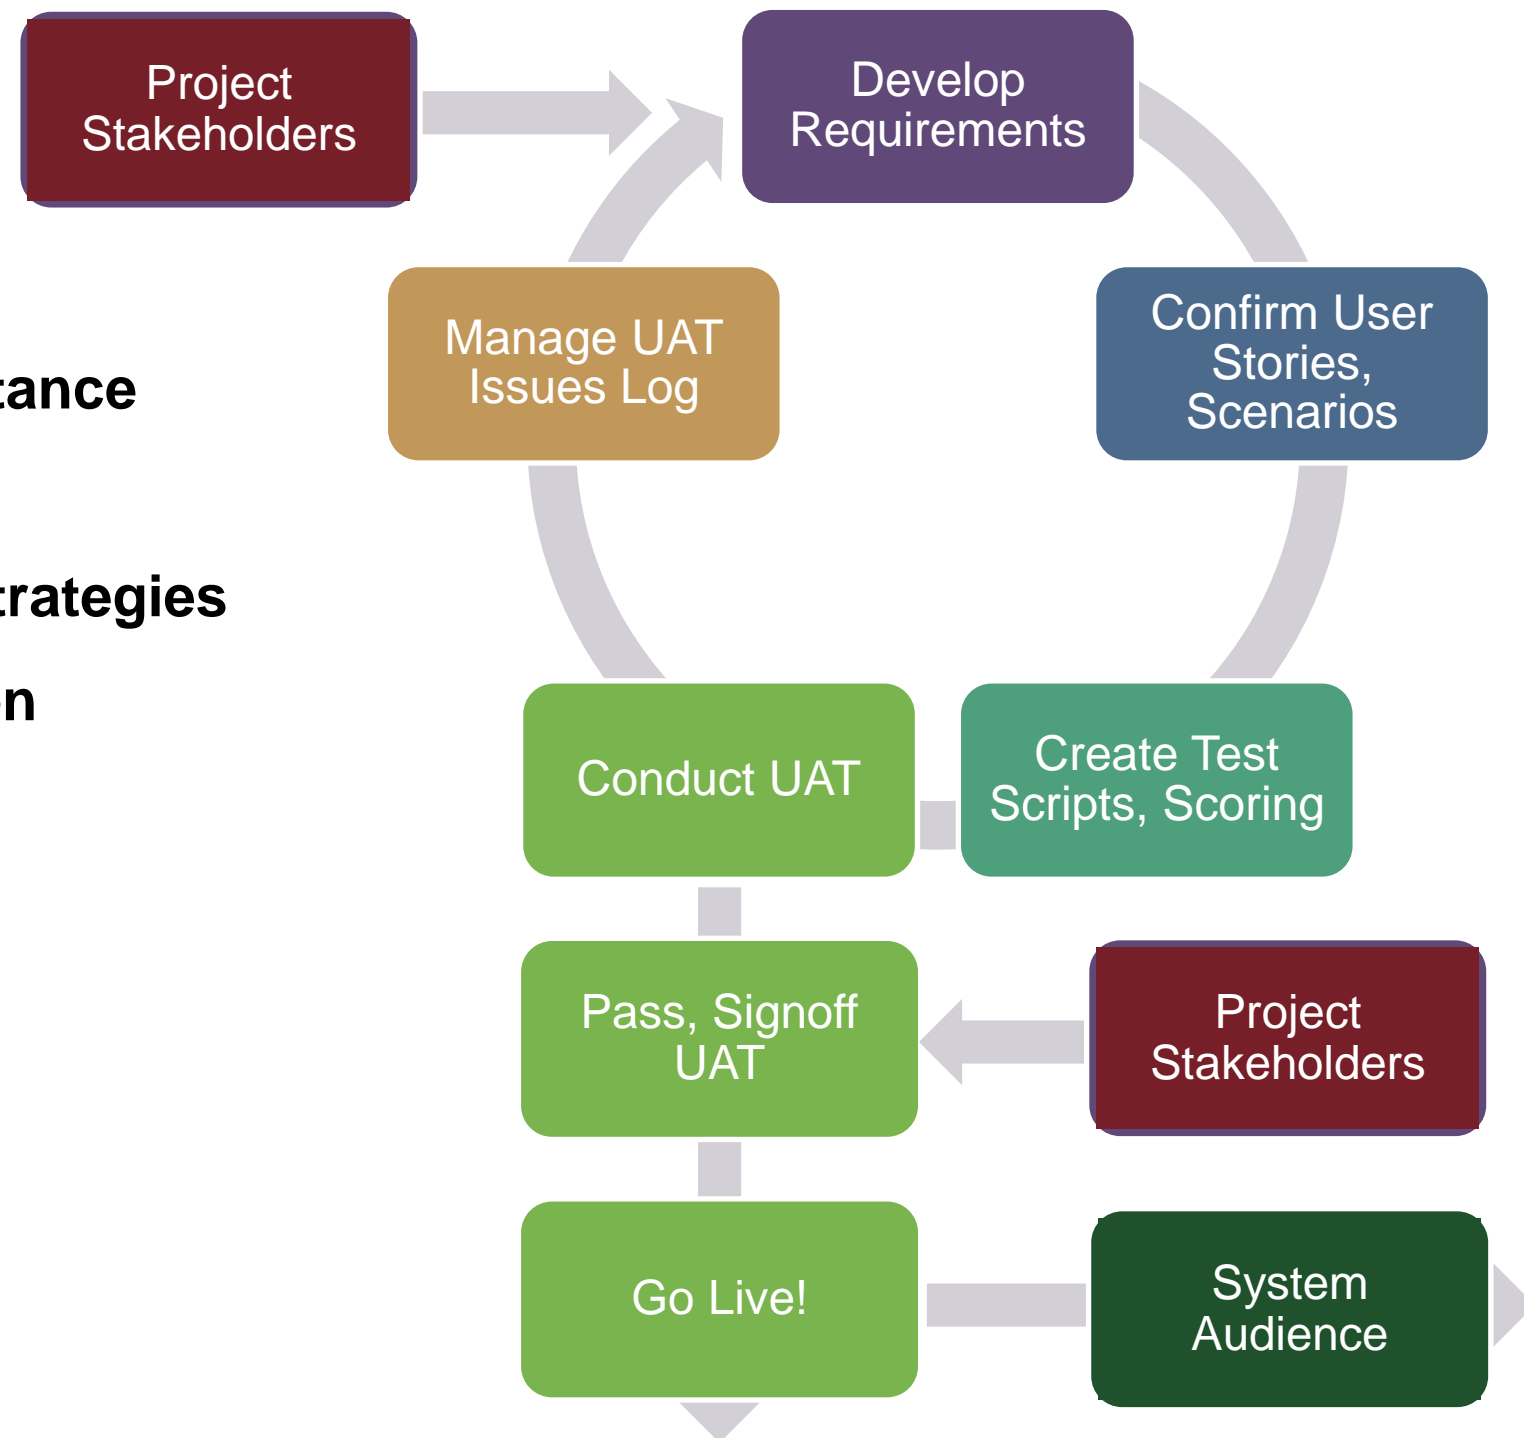 Project
Stakeholders
Develop
Requirements
Manage UAT
Issues Log
Confirm User
Stories,
Scenarios
tance
trategies
n
Conduct UAT
Create Test
Scripts, Scoring
Pass, Signoff
UAT
Project
Stakeholders
Go Live!
System
Audience